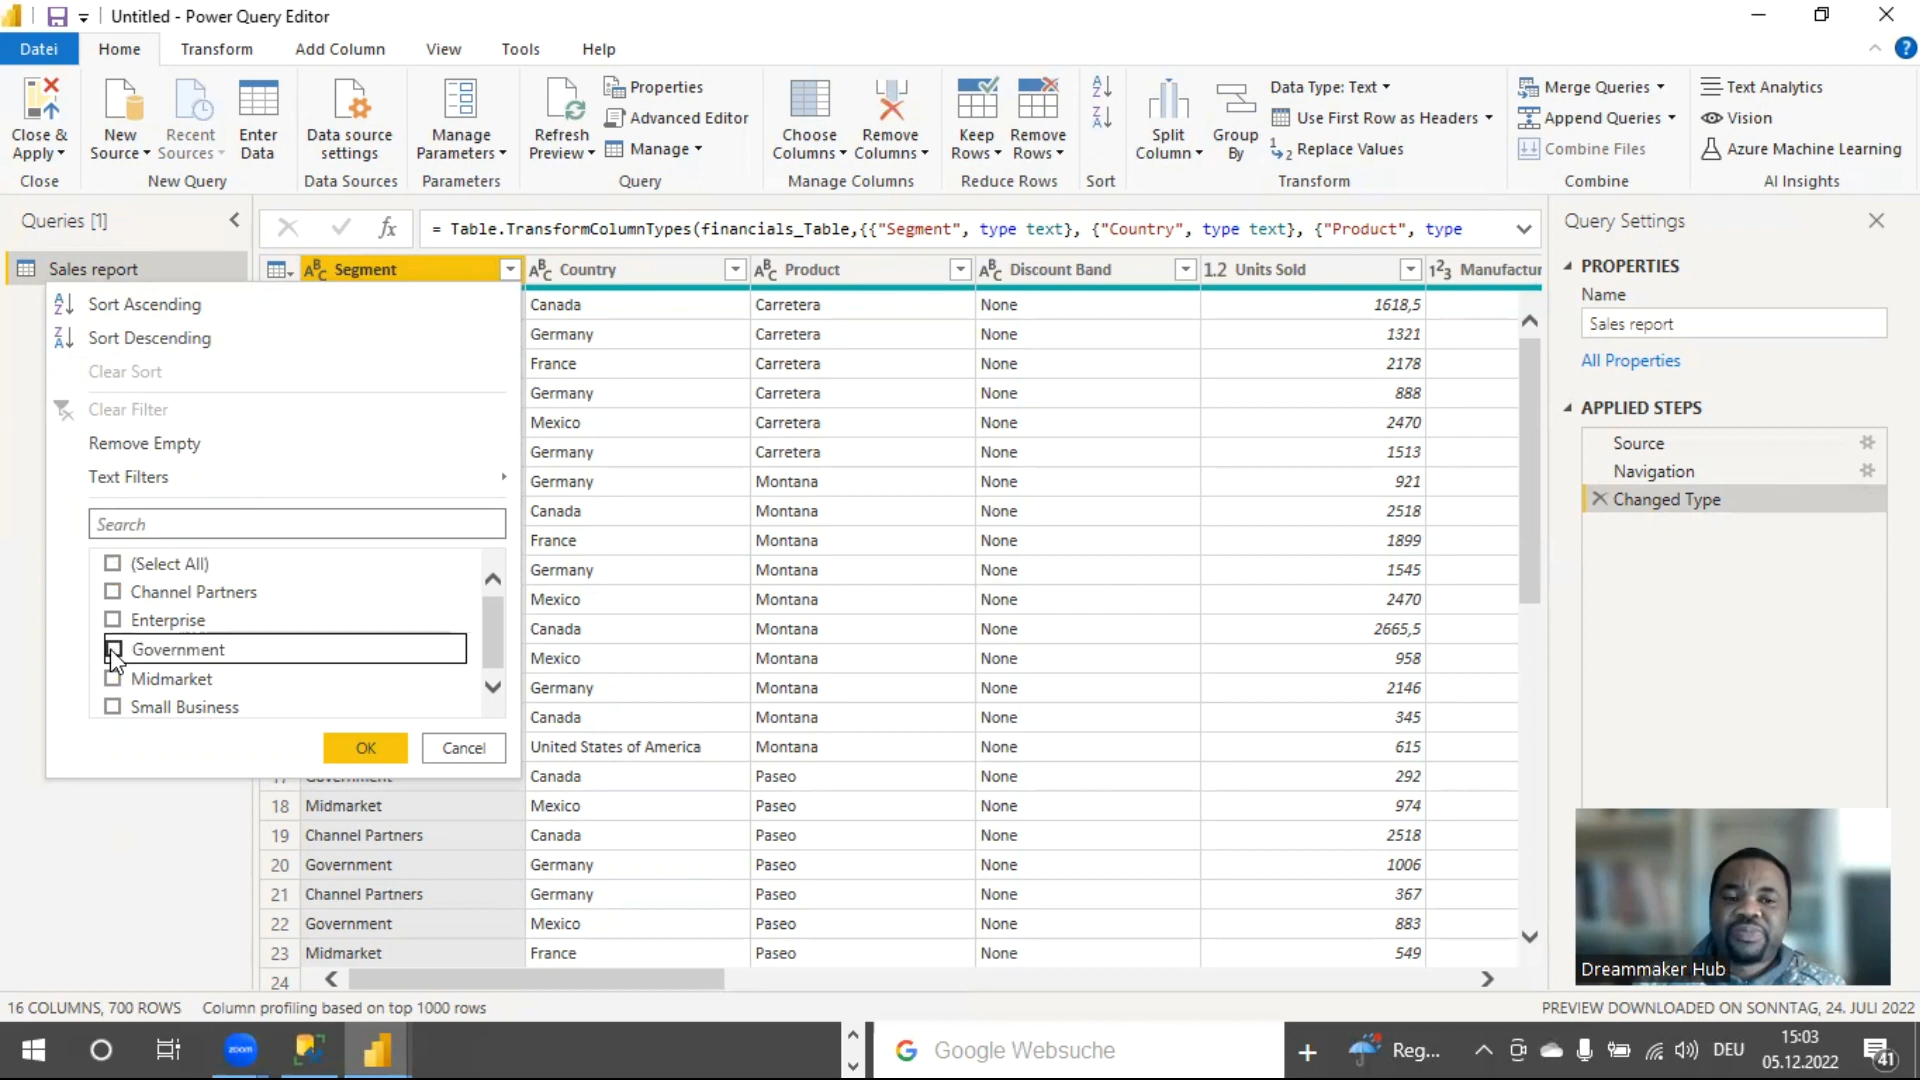 Untitled - Power Query Editor
Datei Home Transform Add Column View Tools Help
Close & Apply
Close
New Source
Recent Sources
Enter Data
New Query
Data source settings
Data Sources
Manage Parameters
Parameters
Refresh Preview
Properties
Advanced Editor
Manage
Query
Choose Columns
Remove Columns
Manage Columns
Keep Rows
Remove Rows
Reduce Rows
Sort
Split Column
Group By
Data Type: Text
Use First Row as Headers
Replace Values
Transform
Merge Queries
Append Queries
Combine Files
Combine
Text Analytics
Vision
Azure Machine Learning
AI Insights
Queries [1]
Sales report
= Table.TransformColumnTypes(financials_Table,{{"Segment", type text}, {"Country", type text}, {"Product", type
Segment Country Product Discount Band 1.2 Units Sold 123 Manufactur
Sort Ascending
Sort Descending
Clear Sort
Clear Filter
Remove Empty
Text Filters
Search
(Select All)
Channel Partners
Enterprise
Government
Midmarket
Small Business
OK Cancel
Canada Carretera None 1618,5
Germany Carretera None 1321
France Carretera None 2178
Germany Carretera None 888
Mexico Carretera None 2470
Germany Carretera None 1513
Germany Montana None 921
Canada Montana None 2518
France Montana None 1899
Germany Montana None 1545
Mexico Montana None 2470
Canada Montana None 2665,5
Mexico Montana None 958
Germany Montana None 2146
Canada Montana None 345
United States of America Montana None 615
Canada Paseo None 292
18 Midmarket Mexico Paseo None 974
19 Channel Partners Canada Paseo None 2518
20 Government Germany Paseo None 1006
21 Channel Partners Germany Paseo None 367
22 Government Mexico Paseo None 883
23 Midmarket France Paseo None 549
24
Query Settings
PROPERTIES
Name
Sales report
All Properties
APPLIED STEPS
Source
Navigation
Changed Type
Dreammaker Hub
16 COLUMNS, 700 ROWS Column profiling based on top 1000 rows
PREVIEW DOWNLOADED ON SONNTAG, 24. JULI 2022
zoom
Google Websuche
Reg...
DEU
15:03
05.12.2022
41